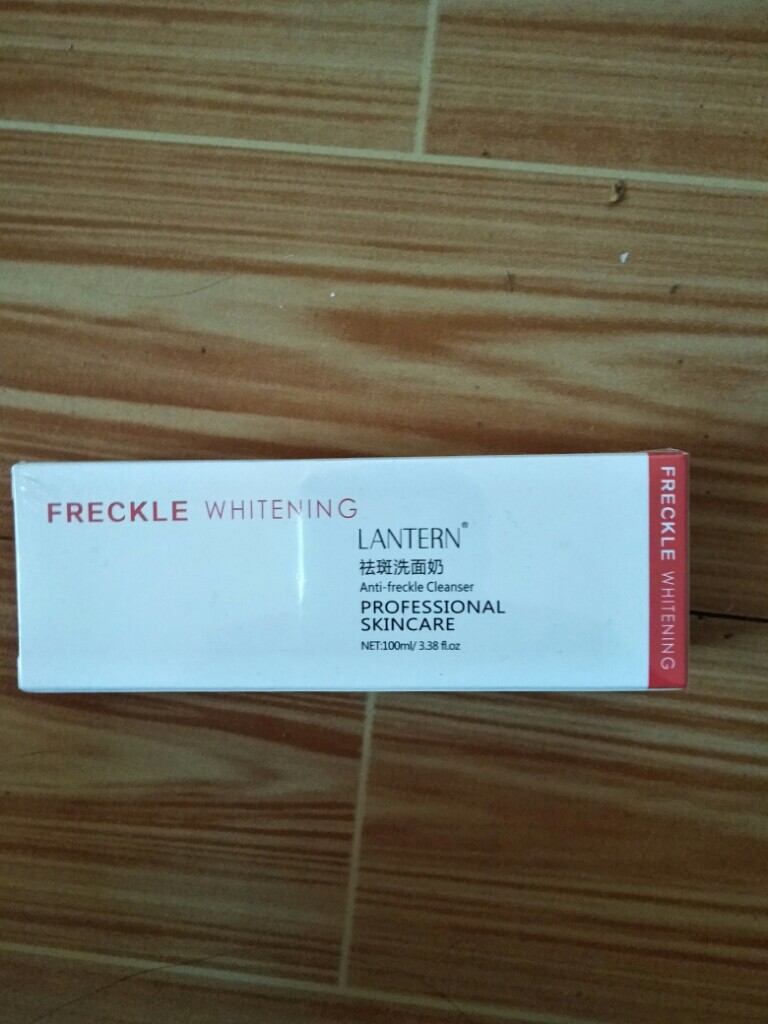 FRECKLE WHITENING
LANTERN®
祛斑洗面奶
Anti-freckle Cleanser
PROFESSIONAL
SKINCARE
NET:100ml/ 3.38 fl.oz
FRECKLE WHITENING